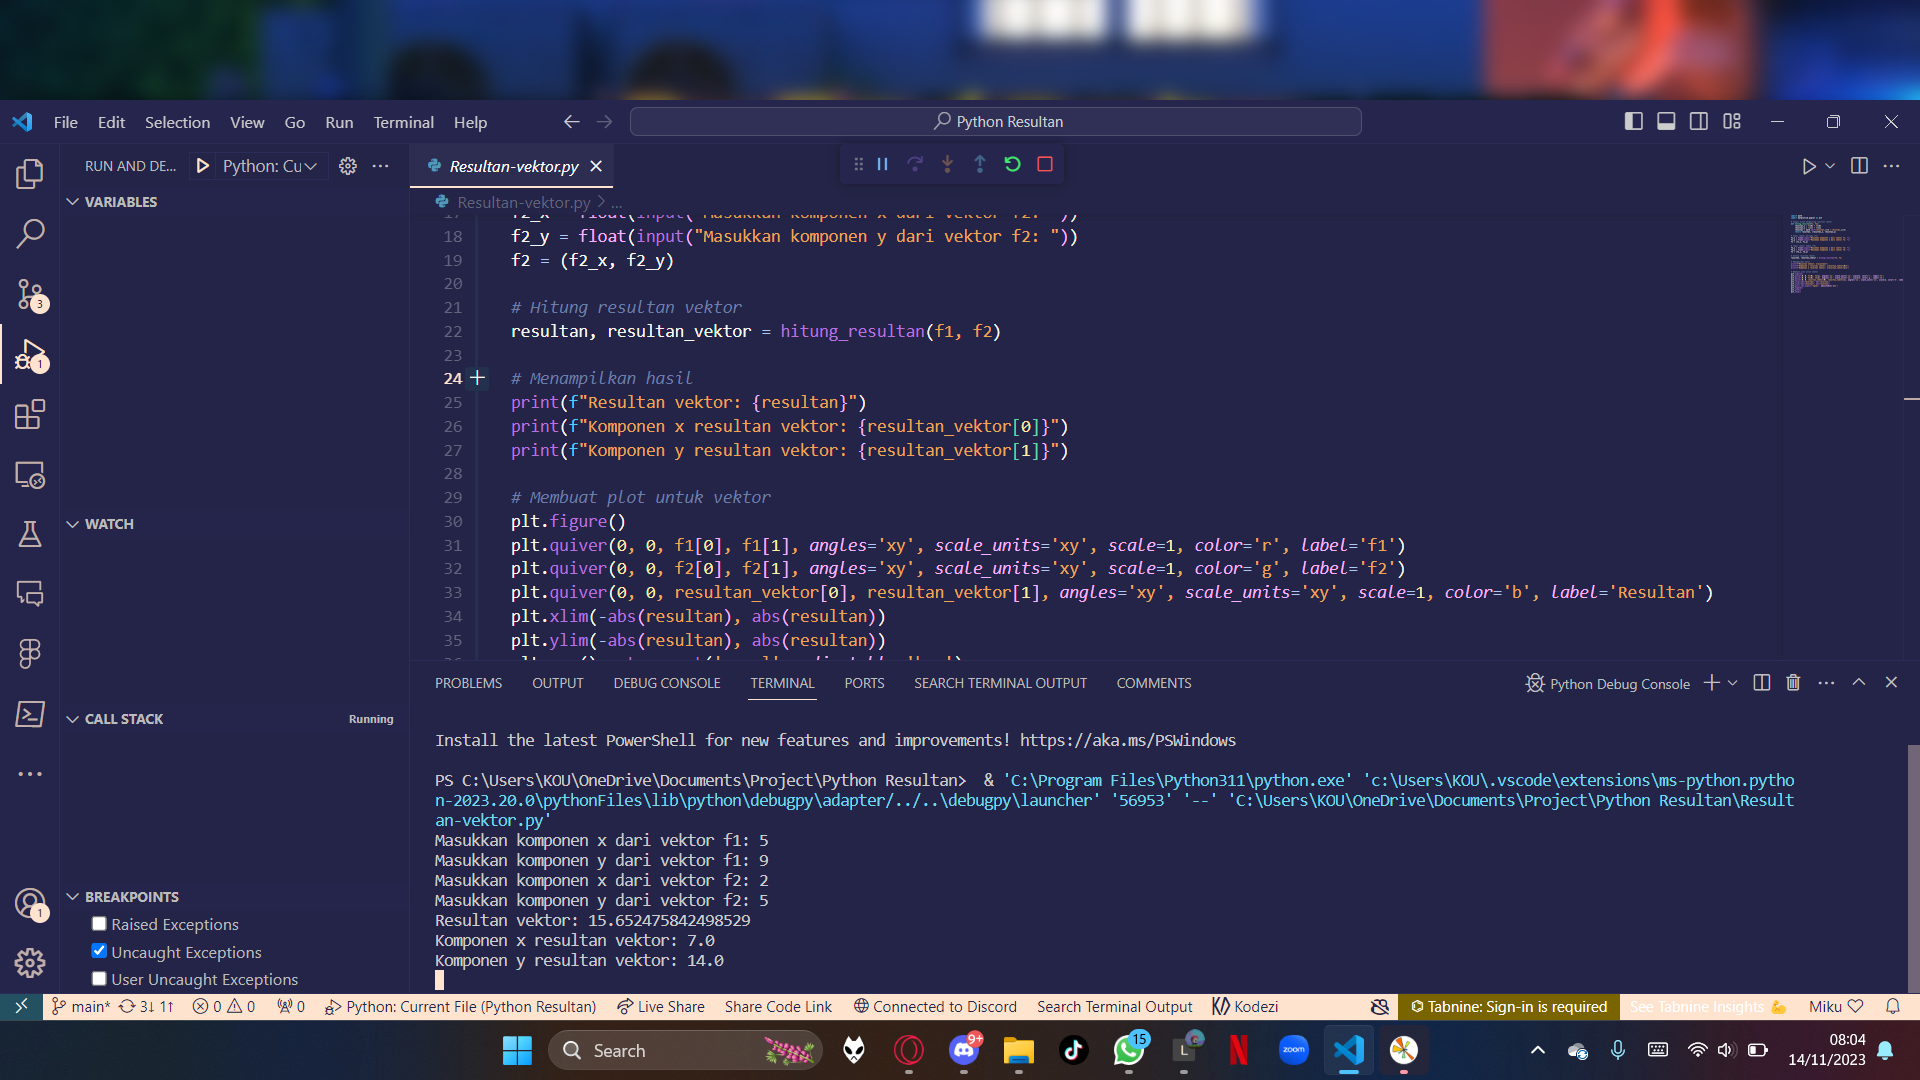 File Edit Selection View Go Run Terminal Help
Python Resultan
RUN AND DE... Python: Cu
Resultan-vektor.py
VARIABLES
Resultan-vektor.py > ...
17 f2_x = float(input("Masukkan komponen x dari vektor f2: "))
18 f2_y = float(input("Masukkan komponen y dari vektor f2: "))
19 f2 = (f2_x, f2_y)
20
21 # Hitung resultan vektor
22 resultan, resultan_vektor = hitung_resultan(f1, f2)
23
24 # Menampilkan hasil
25 print(f"Resultan vektor: {resultan}")
26 print(f"Komponen x resultan vektor: {resultan_vektor[0]}")
27 print(f"Komponen y resultan vektor: {resultan_vektor[1]}")
28
29 # Membuat plot untuk vektor
30 plt.figure()
31 plt.quiver(0, 0, f1[0], f1[1], angles='xy', scale_units='xy', scale=1, color='r', label='f1')
32 plt.quiver(0, 0, f2[0], f2[1], angles='xy', scale_units='xy', scale=1, color='g', label='f2')
33 plt.quiver(0, 0, resultan_vektor[0], resultan_vektor[1], angles='xy', scale_units='xy', scale=1, color='b', label='Resultan')
34 plt.xlim(-abs(resultan), abs(resultan))
35 plt.ylim(-abs(resultan), abs(resultan))
WATCH
CALL STACK
Running
BREAKPOINTS
Raised Exceptions
Uncaught Exceptions
User Uncaught Exceptions
3
1
1
PROBLEMS OUTPUT DEBUG CONSOLE TERMINAL PORTS SEARCH TERMINAL OUTPUT COMMENTS
Python Debug Console
Install the latest PowerShell for new features and improvements! https://aka.ms/PSWindows
PS C:\Users\KOU\OneDrive\Documents\Project\Python Resultan> & 'C:\Program Files\Python311\python.exe' 'c:\Users\KOU\.vscode\extensions\ms-python.pytho
n-2023.20.0\pythonFiles\lib\python\debugpy\adapter/../..\debugpy\launcher' '56953' '--' 'C:\Users\KOU\OneDrive\Documents\Project\Python Resultan\Result
an-vektor.py'
Masukkan komponen x dari vektor f1: 5
Masukkan komponen y dari vektor f1: 9
Masukkan komponen x dari vektor f2: 2
Masukkan komponen y dari vektor f2: 5
Resultan vektor: 15.652475842498529
Komponen x resultan vektor: 7.0
Komponen y resultan vektor: 14.0
main* 3↓ 1↑ 0 0 0 Python: Current File (Python Resultan) Live Share Share Code Link Connected to Discord Search Terminal Output Kodezi Tabnine: Sign-in is required See Tabnine Insights Miku
Search
9+
15
L
N
zoom
08:04
14/11/2023